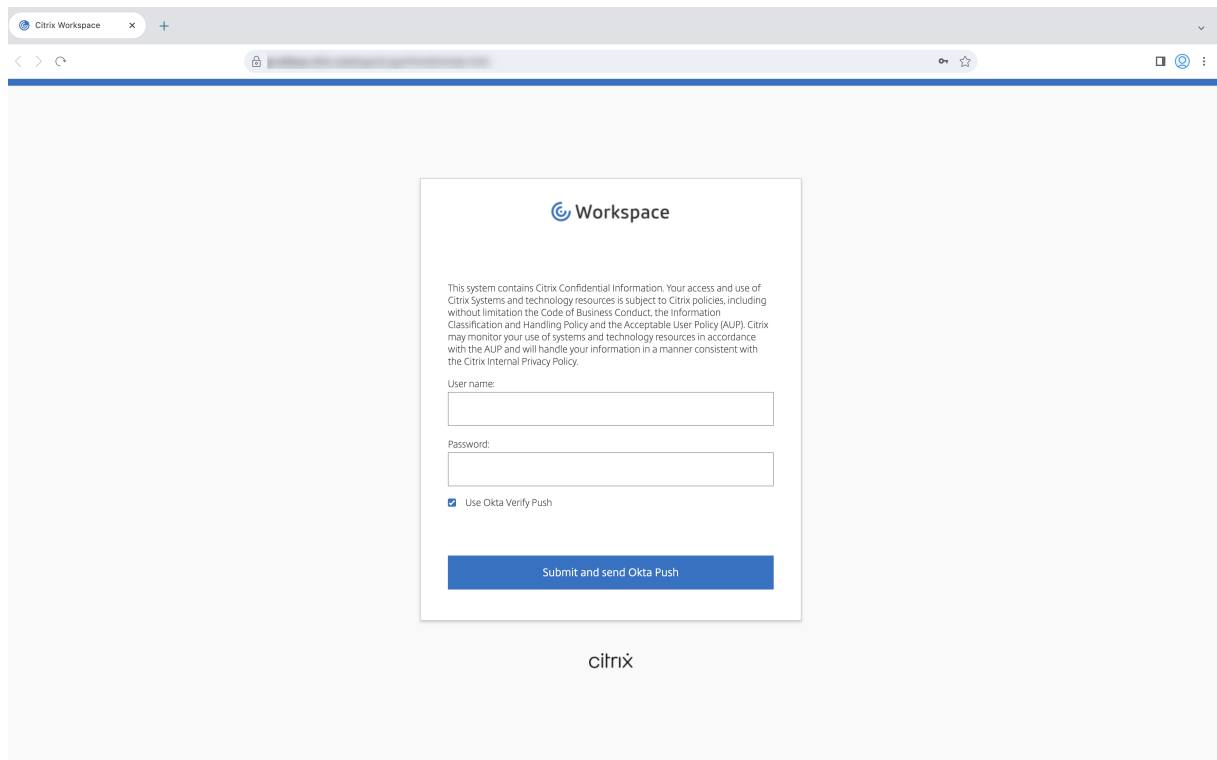 Citrix Workspace
Workspace
This system contains Citrix Confidential Information. Your access and use of
Citrix Systems and technology resources is subject to Citrix policies, including
without limitation the Code of Business Conduct, the Information
Classification and Handling Policy and the Acceptable User Policy (AUP). Citrix
may monitor your use of systems and technology resources in accordance
with the AUP and will handle your information in a manner consistent with
the Citrix Internal Privacy Policy.
User name:
Password:
Use Okta Verify Push
Submit and send Okta Push
citrix